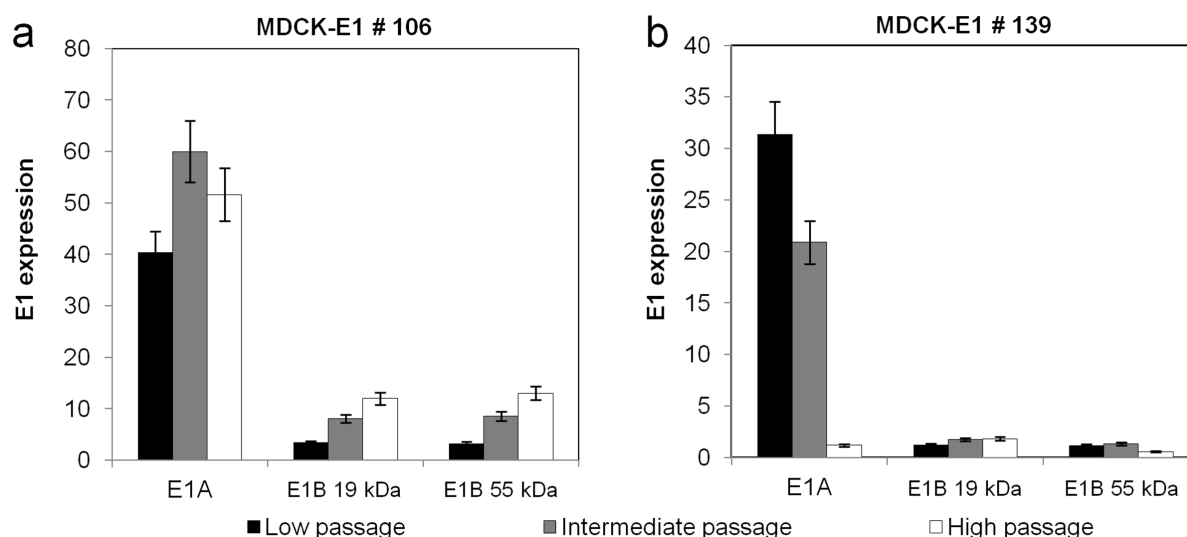 a
MDCK-E1 # 106
E1 expression
80
70
60
50
40
30
20
10
0
E1A
E1B 19 kDa
E1B 55 kDa
b
MDCK-E1 # 139
E1 expression
40
35
30
25
20
15
10
5
0
E1A
E1B 19 kDa
E1B 55 kDa
Low passage
Intermediate passage
High passage